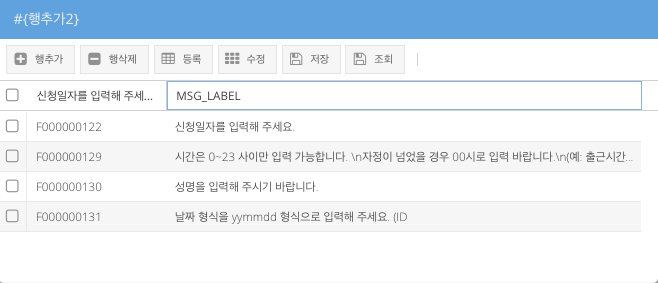 #{행추가2}
행추가 행삭제 등록 수정 저장 조회
신청일자를 입력해 주세... MSG_LABEL
F000000122 신청일자를 입력해 주세요.
F000000129 시간은 0~23 사이만 입력 가능합니다. \n자정이 넘었을 경우 00시로 입력 바랍니다.\n(예: 출근시간...
F000000130 성명을 입력해 주시기 바랍니다.
F000000131 날짜 형식을 yymmdd 형식으로 입력해 주세요. (ID